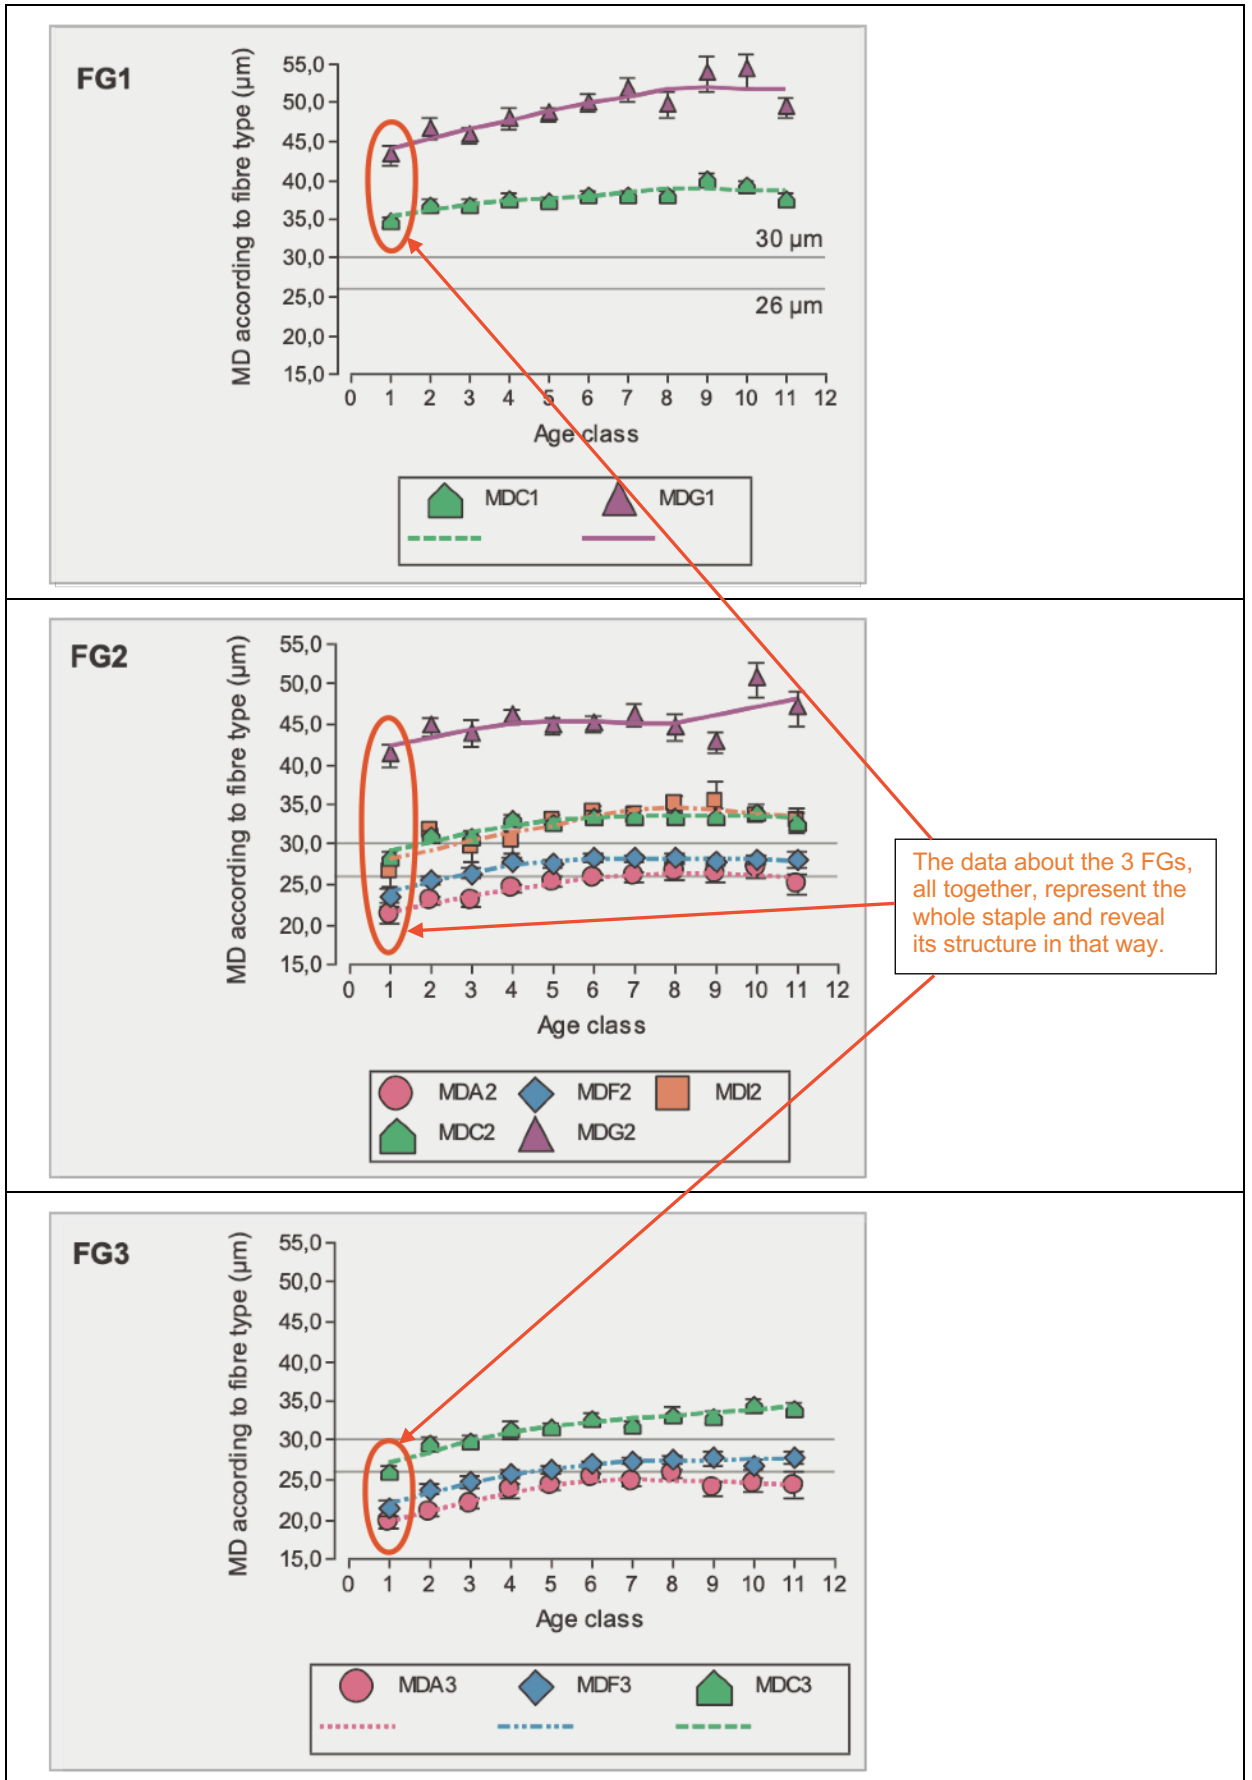 FG1
MD according to fibre type (µm)
55,0
50,0
45,0
40,0
35,0
30,0
25,0
20,0
15,0
30 µm
26 µm
0 1 2 3 4 5 6 7 8 9 10 11 12
Age class
MDC1 MDG1
FG2
MD according to fibre type (µm)
55,0
50,0
45,0
40,0
35,0
30,0
25,0
20,0
15,0
0 1 2 3 4 5 6 7 8 9 10 11 12
Age class
MDA2 MDF2 MDI2
MDC2 MDG2
The data about the 3 FGs,
all together, represent the
whole staple and reveal
its structure in that way.
FG3
MD according to fibre type (µm)
55,0
50,0
45,0
40,0
35,0
30,0
25,0
20,0
15,0
0 1 2 3 4 5 6 7 8 9 10 11 12
Age class
MDA3 MDF3 MDC3